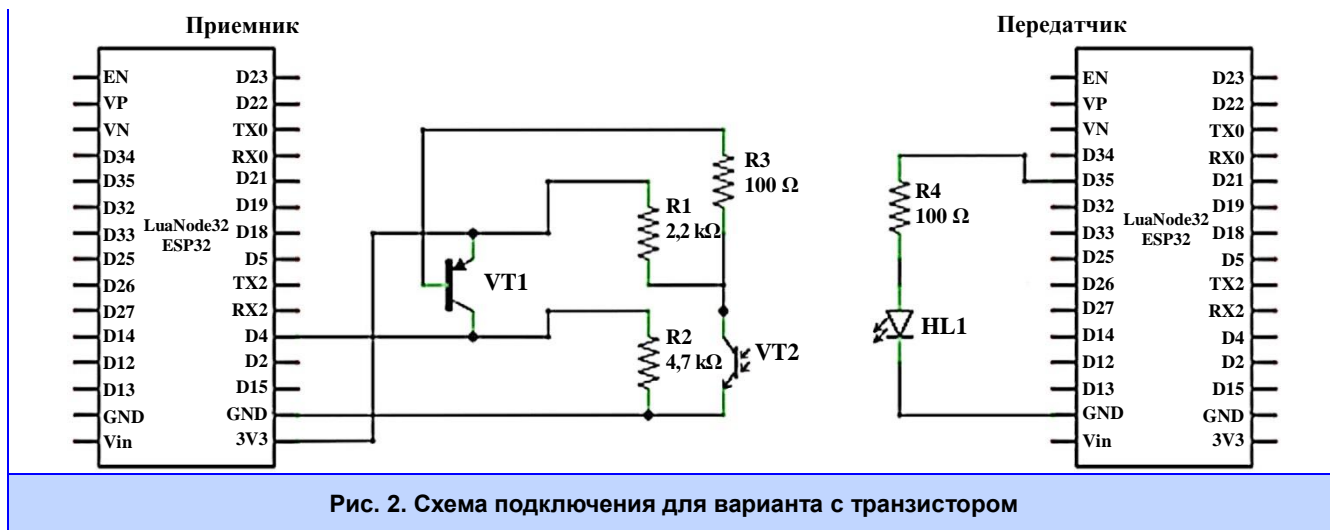 Приемник
Передатчик
EN
VP
VN
D34
D35
D32
D33
D25
D26
D27
D14
D12
D13
GND
Vin
LuaNode32
ESP32
D23
D22
TX0
RX0
D21
D19
D18
D5
TX2
RX2
D4
D2
D15
GND
3V3
VT1
R1
2,2 kΩ
R2
4,7 kΩ
R3
100 Ω
VT2
R4
100 Ω
HL1
EN
VP
VN
D34
D35
D32
D33
D25
D26
D27
D14
D12
D13
GND
Vin
LuaNode32
ESP32
D23
D22
TX0
RX0
D21
D19
D18
D5
TX2
RX2
D4
D2
D15
GND
3V3
Рис. 2. Схема подключения для варианта с транзистором